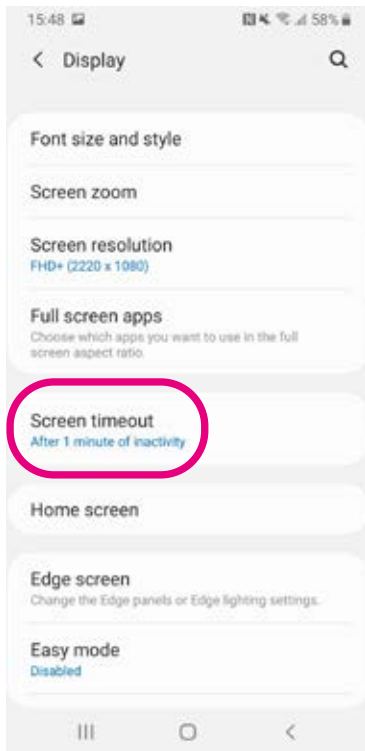 15:48 58%
Display
Font size and style
Screen zoom
Screen resolution
FHD+ (2220 x 1080)
Full screen apps
Choose which apps you want to use in the full
screen aspect ratio.
Screen timeout
After 1 minute of inactivity
Home screen
Edge screen
Change the Edge panels or Edge lighting settings.
Easy mode
Disabled